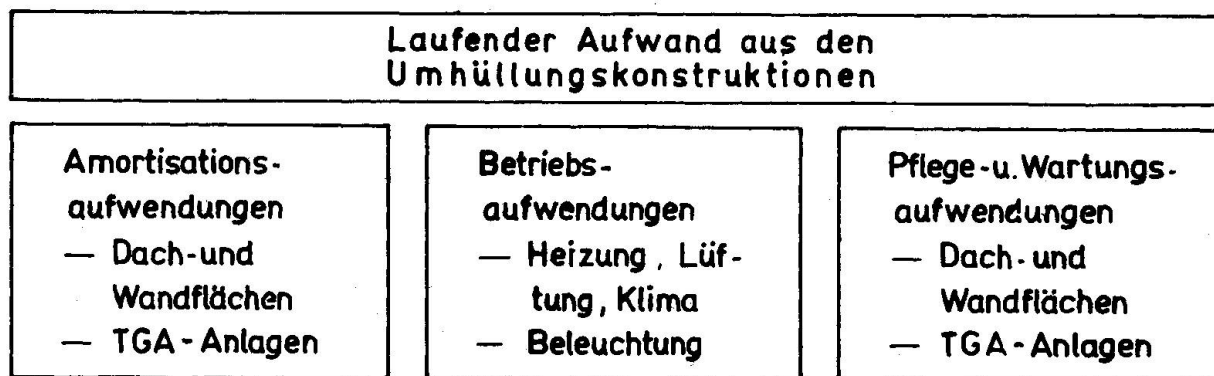 Laufender Aufwand aus den
Umhüllungskonstruktionen
Amortisations-
aufwendungen
— Dach-und
Wandflächen
— TGA-Anlagen
Betriebs-
aufwendungen
— Heizung, Lüf-
tung, Klima
— Beleuchtung
Pflege-u. Wartungs-
aufwendungen
— Dach-und
Wandflächen
— TGA-Anlagen